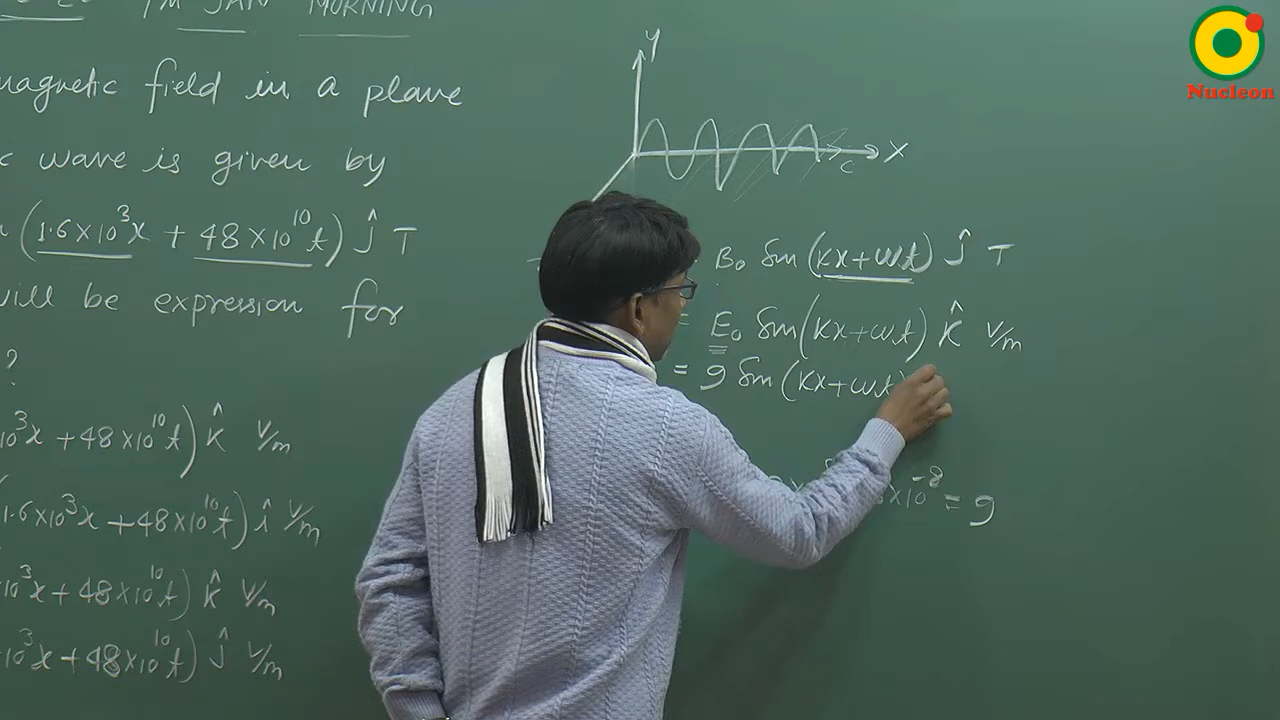 7TH JAN MORNING
magnetic field in a plane
c wave is given by
(1.6×10³x + 48×10¹⁰t) ĵ T
will be expression for
?
10³x + 48×10¹⁰t) k̂ V/m
(1.6×10³x + 48×10¹⁰t) î V/m
10³x + 48×10¹⁰t) k̂ V/m
10³x + 48×10¹⁰t) ĵ V/m
Y
X
c
B₀ Sin (Kx+ωt) ĵ T
= E₀ Sin (Kx+ωt) k̂ V/m
= 9 Sin (Kx+ωt)
×10⁻⁸ = 9
Nucleon